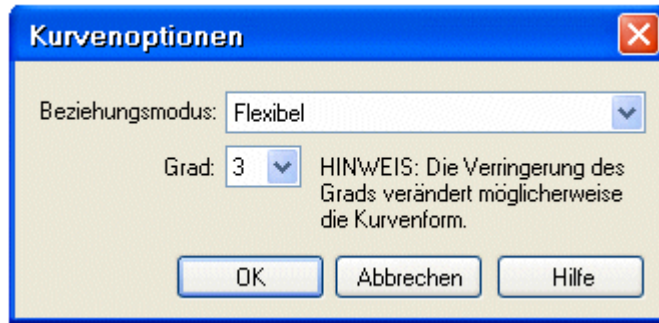 Kurvenoptionen
Beziehungsmodus: Flexibel
Grad: 3 HINWEIS: Die Verringerung des
Grads verändert möglicherweise
die Kurvenform.
OK Abbrechen Hilfe